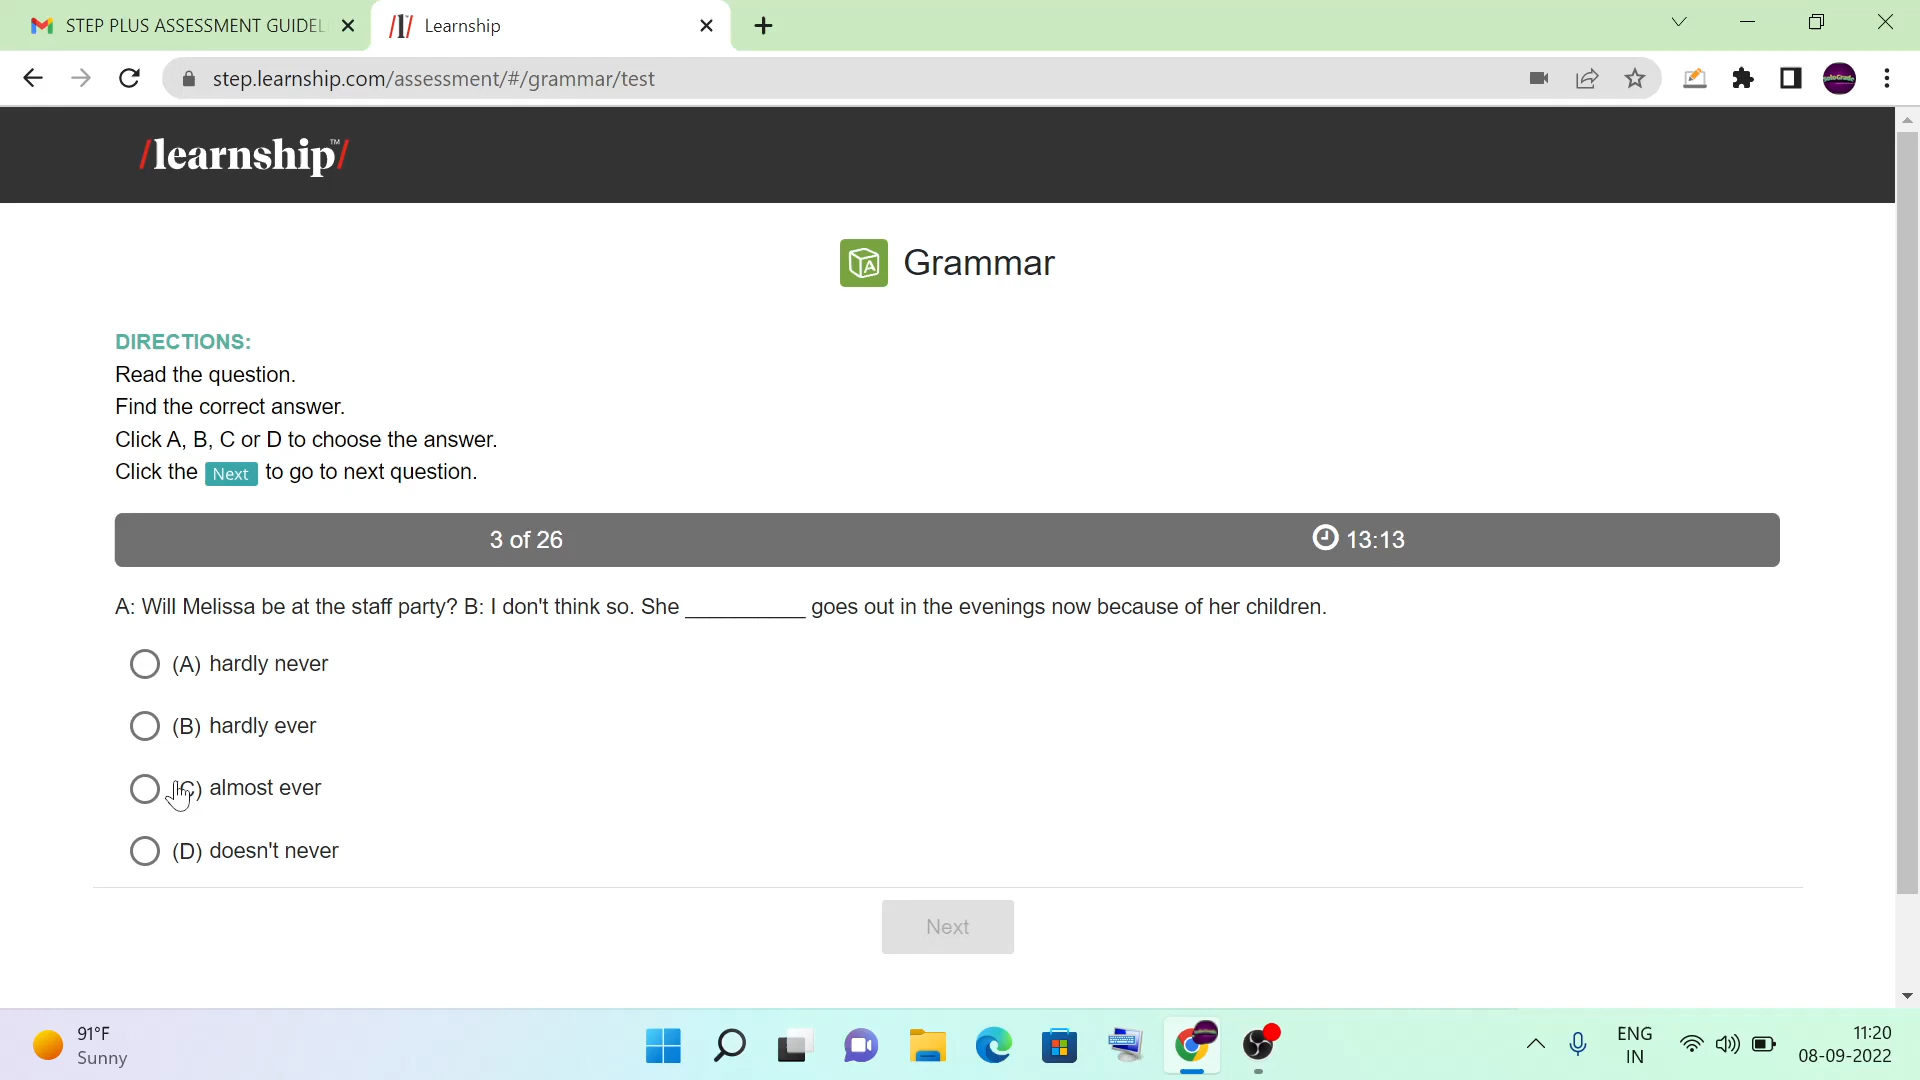 STEP PLUS ASSESSMENT GUIDEL
Learnship
step.learnship.com/assessment/#/grammar/test
/learnship™/
Grammar
DIRECTIONS:
Read the question.
Find the correct answer.
Click A, B, C or D to choose the answer.
Click the Next to go to next question.
3 of 26 13:13
A: Will Melissa be at the staff party? B: I don't think so. She __________ goes out in the evenings now because of her children.
(A) hardly never
(B) hardly ever
(C) almost ever
(D) doesn't never
Next
91°F
Sunny
ENG
IN
11:20
08-09-2022